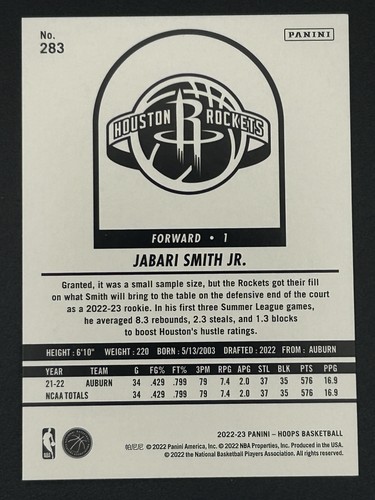 No.
283
PANINI
HOUSTON ROCKETS
R
FORWARD • 1
JABARI SMITH JR.
Granted, it was a small sample size, but the Rockets got their fill
on what Smith will bring to the table on the defensive end of the court
as a 2022-23 rookie. In his first three Summer League games,
he averaged 8.3 rebounds, 2.3 steals, and 1.3 blocks
to boost Houston's hustle ratings.
HEIGHT: 6'10" WEIGHT: 220 BORN: 5/13/2003 DRAFTED: 2022 FROM: AUBURN
YEAR TEAM G FG% FT% 3PM RPG APG STL BLK PTS PPG
21-22 AUBURN 34 .429 .799 79 7.4 2.0 37 35 576 16.9
NCAA TOTALS 34 .429 .799 79 7.4 2.0 37 35 576 16.9
2022-23 PANINI – HOOPS BASKETBALL
帕尼尼 © 2022 Panini America, Inc. © 2022 NBA Properties, Inc. Produced in the USA.
© 2022 the National Basketball Players Association. All rights reserved.